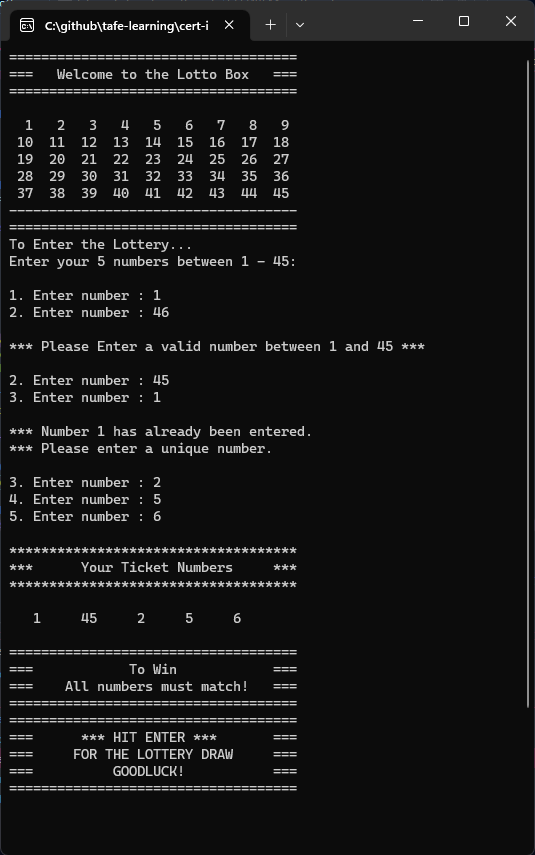 C:\github\tafe-learning\cert-i
====================================
===   Welcome to the Lotto Box   ===
====================================
1 2 3 4 5 6 7 8 9
10 11 12 13 14 15 16 17 18
19 20 21 22 23 24 25 26 27
28 29 30 31 32 33 34 35 36
37 38 39 40 41 42 43 44 45
------------------------------------
====================================
To Enter the Lottery...
Enter your 5 numbers between 1 - 45:
1. Enter number : 1
2. Enter number : 46
*** Please Enter a valid number between 1 and 45 ***
2. Enter number : 45
3. Enter number : 1
*** Number 1 has already been entered.
*** Please enter a unique number.
3. Enter number : 2
4. Enter number : 5
5. Enter number : 6
************************************
***      Your Ticket Numbers     ***
************************************
1 45 2 5 6
====================================
===            To Win            ===
===    All numbers must match!   ===
====================================
====================================
===      *** HIT ENTER ***       ===
===     FOR THE LOTTERY DRAW     ===
===          GOODLUCK!           ===
====================================